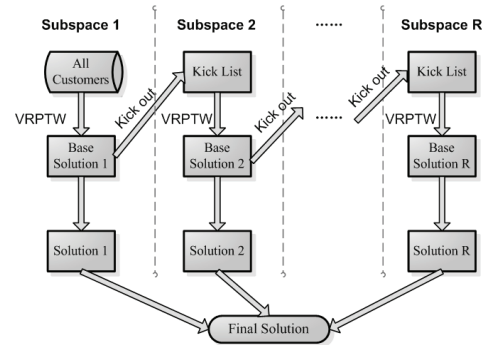 Subspace 1
Subspace 2
......
Subspace R
All
Customers
Kick out
Kick List
Kick out
......
Kick out
Kick List
VRPTW
VRPTW
VRPTW
Base
Solution 1
Base
Solution 2
Base
Solution R
Solution 1
Solution 2
Solution R
Final Solution